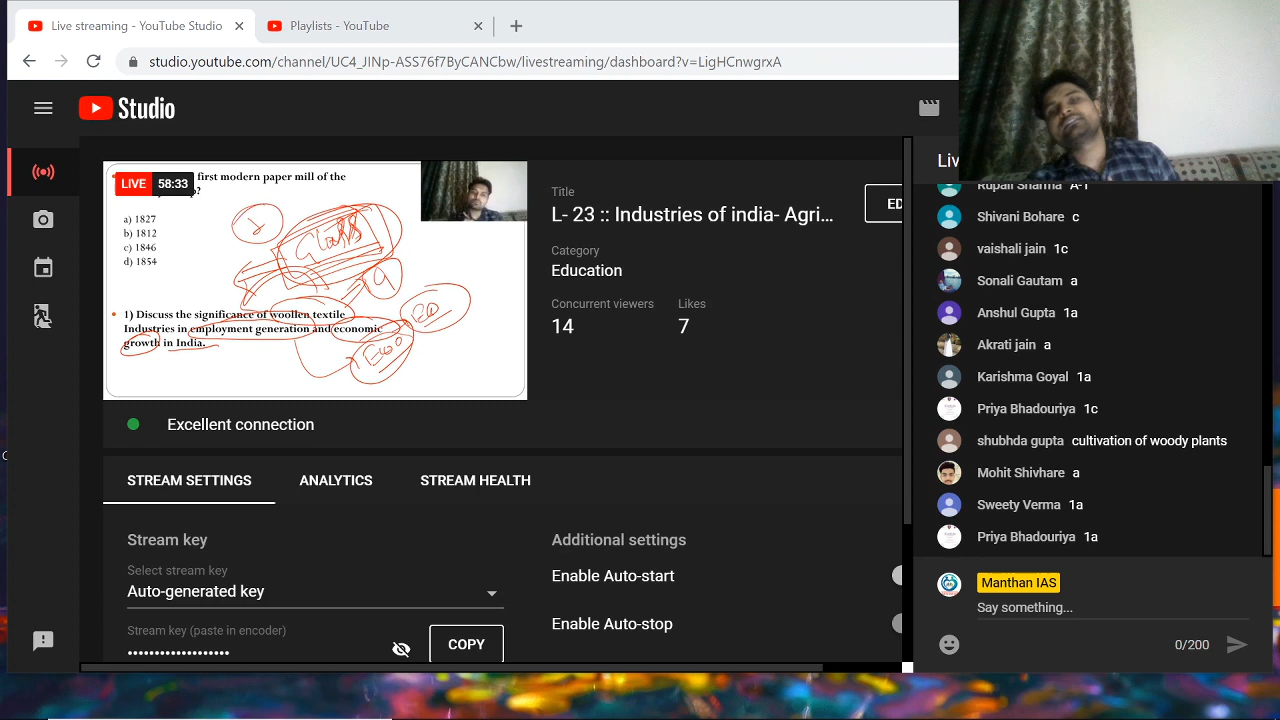 Live streaming - YouTube Studio
Playlists - YouTube
studio.youtube.com/channel/UC4_JINp-ASS76f7ByCANCbw/livestreaming/dashboard?v=LigHCnwgrxA
Studio
LIVE 58:33
first modern paper mill of the
a) 1827
b) 1812
c) 1846
d) 1854
1) Discuss the significance of woollen textile
Industries in employment generation and economic
growth in India.
Title
L- 23 :: Industries of india- Agri...
ED
Category
Education
Concurrent viewers
14
Likes
7
Excellent connection
STREAM SETTINGS
ANALYTICS
STREAM HEALTH
Stream key
Select stream key
Auto-generated key
Stream key (paste in encoder)
••••••••••••••••••••
COPY
Additional settings
Enable Auto-start
Enable Auto-stop
Liv
Rupali Sharma A-1
Shivani Bohare c
vaishali jain 1c
Sonali Gautam a
Anshul Gupta 1a
Akrati jain a
Karishma Goyal 1a
Priya Bhadouriya 1c
shubhda gupta cultivation of woody plants
Mohit Shivhare a
Sweety Verma 1a
Priya Bhadouriya 1a
Manthan IAS
Say something...
0/200